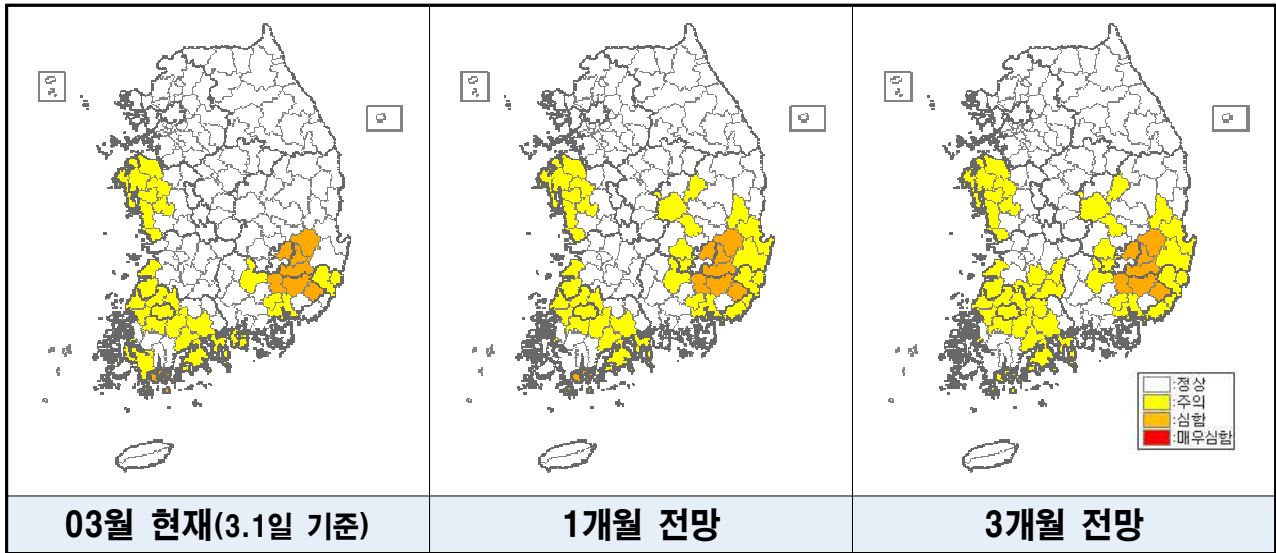 :정상
:주의
:심함
:매우심함
03월 현재(3.1일 기준)
1개월 전망
3개월 전망